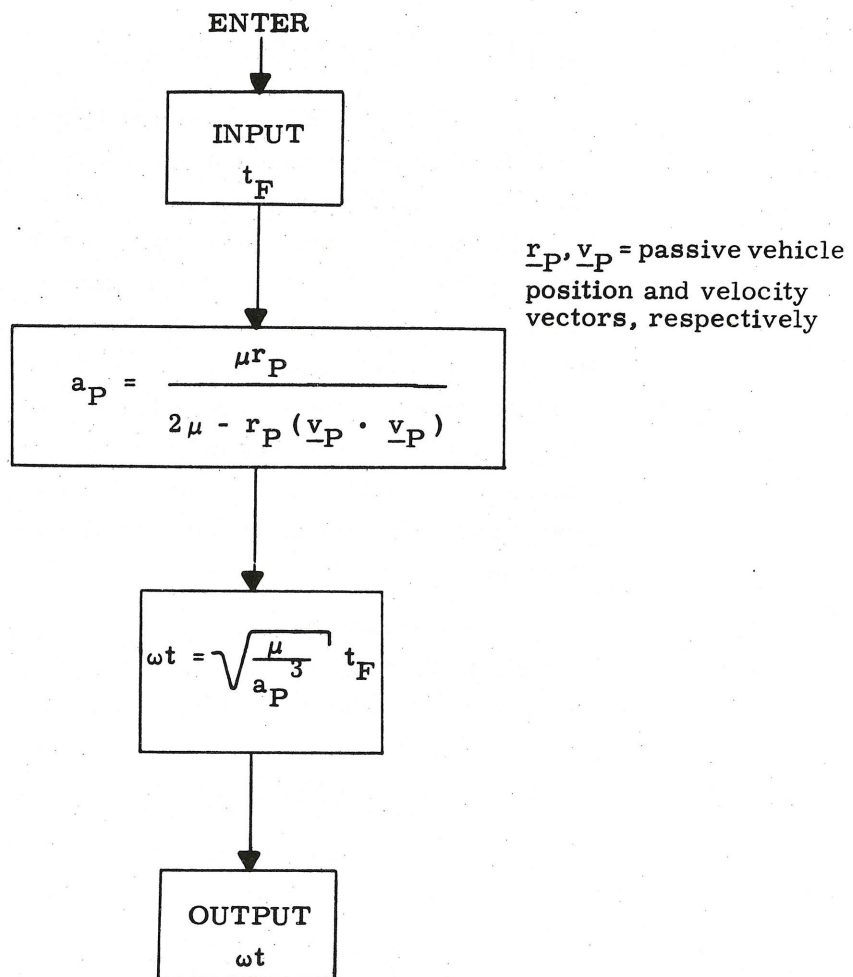 ENTER
INPUT
t_F
r_P, v_P = passive vehicle
position and velocity
vectors, respectively
a_P = μr_P / (2μ - r_P (v_P · v_P))
ωt = √(μ / a_P^3) t_F
OUTPUT
ωt